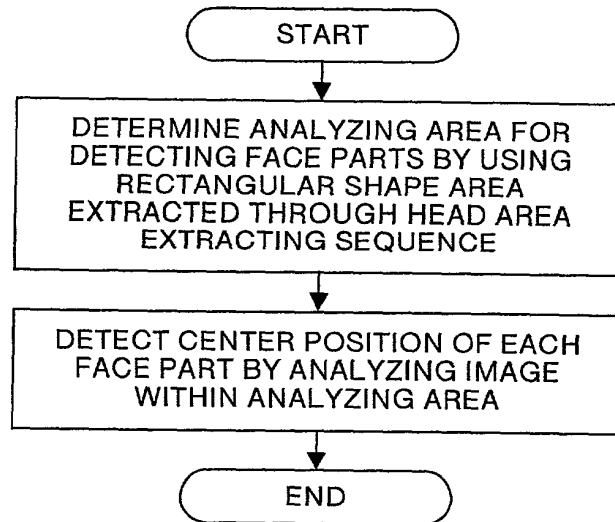 START
DETERMINE ANALYZING AREA FOR
DETECTING FACE PARTS BY USING
RECTANGULAR SHAPE AREA
EXTRACTED THROUGH HEAD AREA
EXTRACTING SEQUENCE
DETECT CENTER POSITION OF EACH
FACE PART BY ANALYZING IMAGE
WITHIN ANALYZING AREA
END